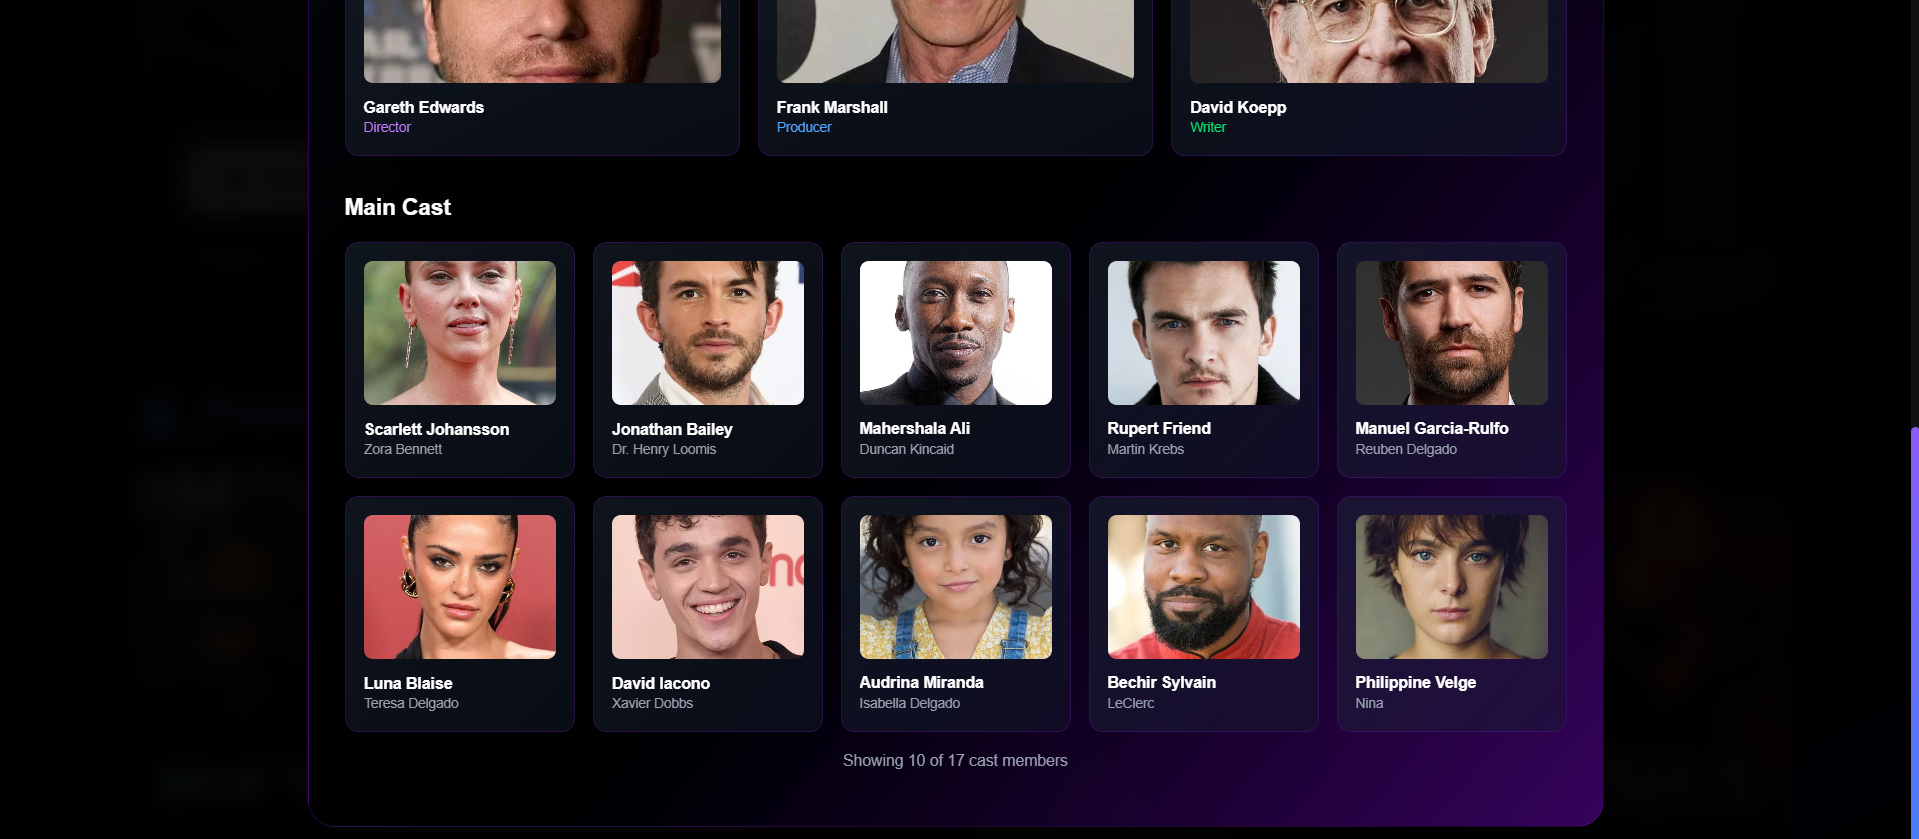 Gareth Edwards
Director
Frank Marshall
Producer
David Koepp
Writer
Main Cast
Scarlett Johansson
Zora Bennett
Jonathan Bailey
Dr. Henry Loomis
Mahershala Ali
Duncan Kincaid
Rupert Friend
Martin Krebs
Manuel Garcia-Rulfo
Reuben Delgado
Luna Blaise
Teresa Delgado
David Iacono
Xavier Dobbs
Audrina Miranda
Isabella Delgado
Bechir Sylvain
LeClerc
Philippine Velge
Nina
Showing 10 of 17 cast members